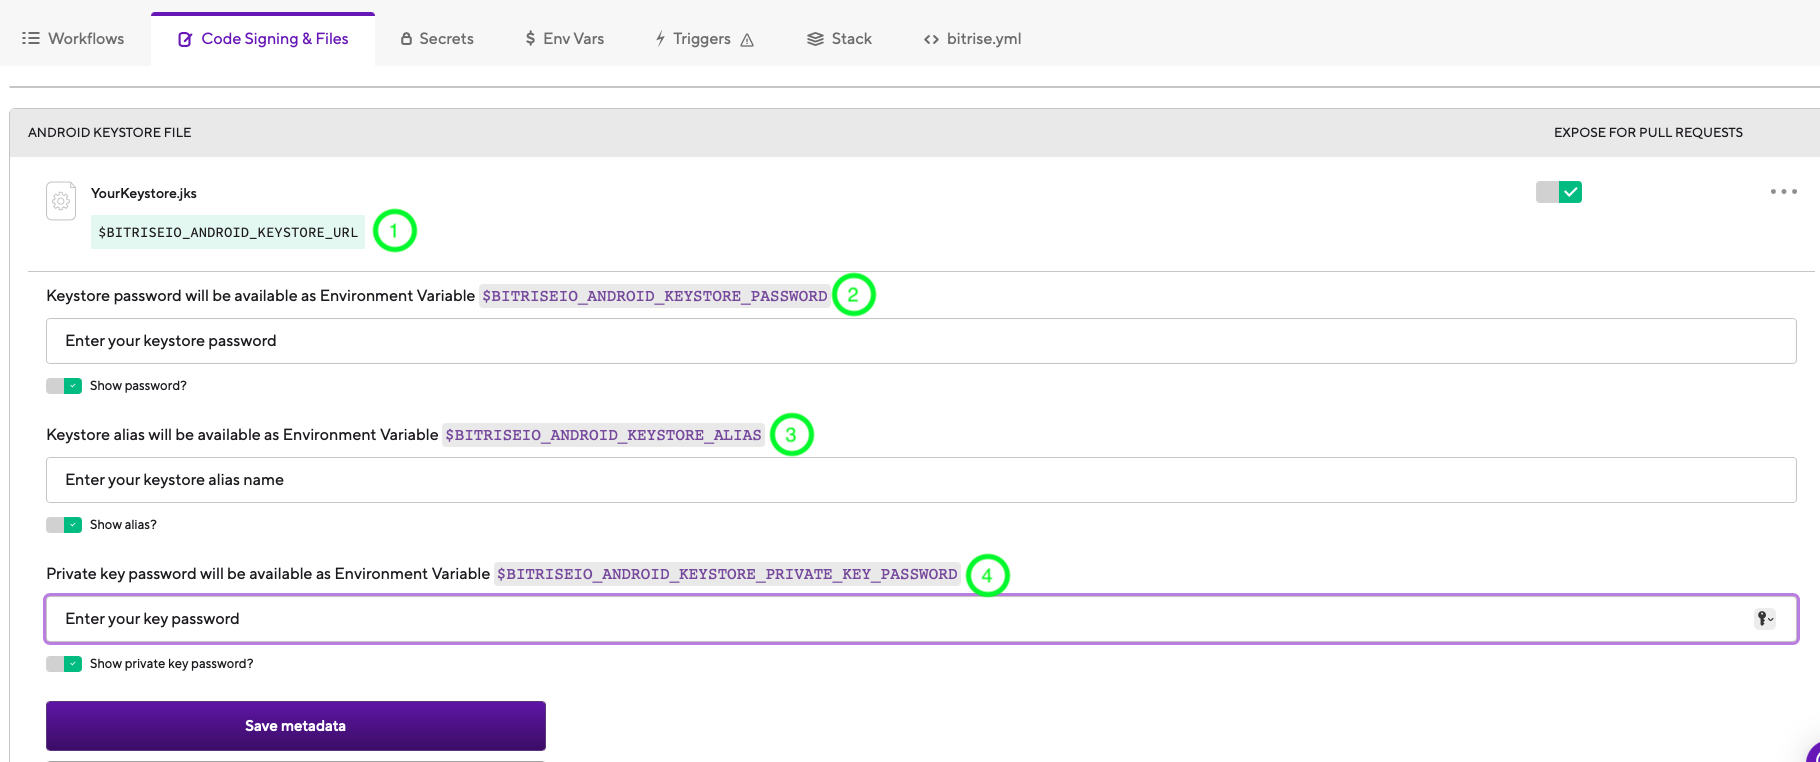 Workflows Code Signing & Files Secrets $ Env Vars Triggers Stack <> bitrise.yml
ANDROID KEYSTORE FILE EXPOSE FOR PULL REQUESTS
YourKeystore.jks
$BITRISEIO_ANDROID_KEYSTORE_URL 1
Keystore password will be available as Environment Variable $BITRISEIO_ANDROID_KEYSTORE_PASSWORD 2
Enter your keystore password
Show password?
Keystore alias will be available as Environment Variable $BITRISEIO_ANDROID_KEYSTORE_ALIAS 3
Enter your keystore alias name
Show alias?
Private key password will be available as Environment Variable $BITRISEIO_ANDROID_KEYSTORE_PRIVATE_KEY_PASSWORD 4
Enter your key password
Show private key password?
Save metadata